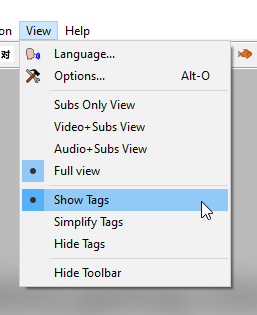 on View Help
对
Language...
Options... Alt-O
Subs Only View
Video+Subs View
Audio+Subs View
Full view
Show Tags
Simplify Tags
Hide Tags
Hide Toolbar